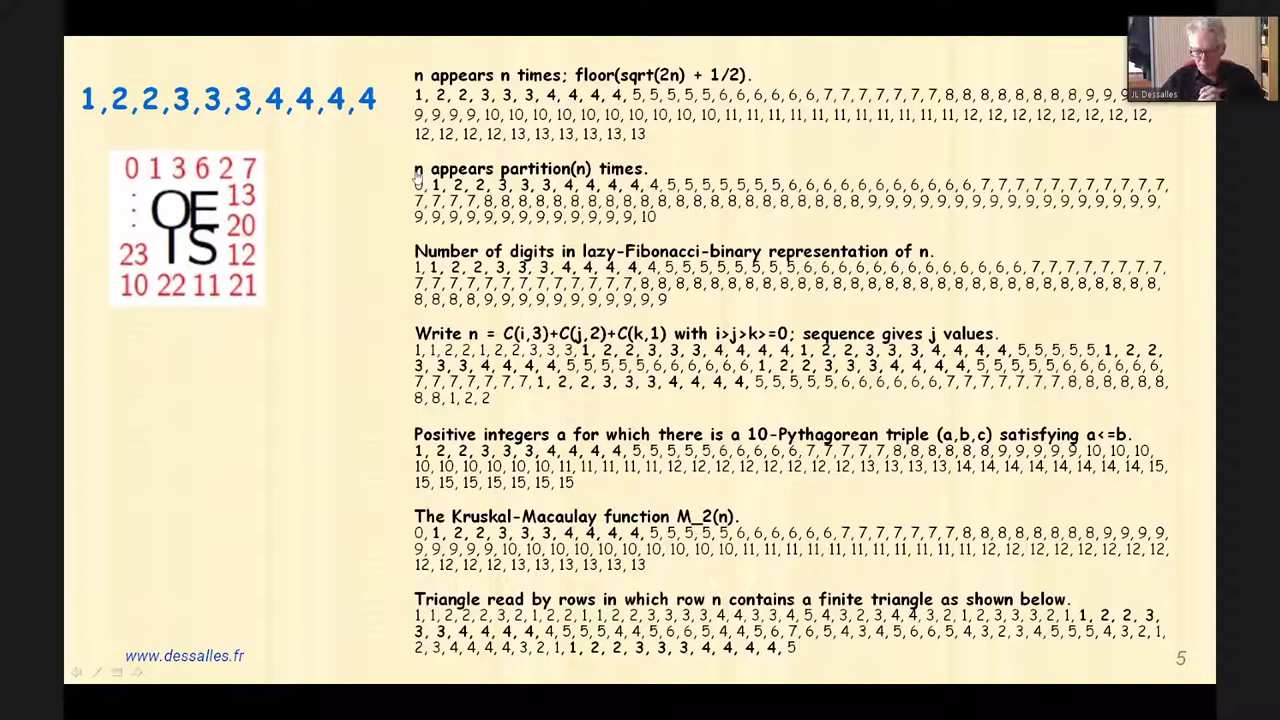 1,2,2,3,3,3,4,4,4,4
0 1 3 6 2 7
: 13
: 20
23 12
10 22 11 21
OE
IS
n appears n times; floor(sqrt(2n) + 1/2).
1, 2, 2, 3, 3, 3, 4, 4, 4, 4, 5, 5, 5, 5, 5, 6, 6, 6, 6, 6, 6, 7, 7, 7, 7, 7, 7, 7, 8, 8, 8, 8, 8, 8, 8, 8, 9, 9, 9
9, 9, 9, 10, 10, 10, 10, 10, 10, 10, 10, 10, 10, 11, 11, 11, 11, 11, 11, 11, 11, 11, 11, 11, 12, 12, 12, 12, 12, 12, 12, 12,
12, 12, 12, 12, 13, 13, 13, 13, 13, 13
n appears partition(n) times.
1, 2, 2, 3, 3, 3, 4, 4, 4, 4, 4, 5, 5, 5, 5, 5, 5, 5, 6, 6, 6, 6, 6, 6, 6, 6, 6, 6, 6, 7, 7, 7, 7, 7, 7, 7, 7, 7, 7, 7,
7, 7, 7, 7, 8, 8, 8, 8, 8, 8, 8, 8, 8, 8, 8, 8, 8, 8, 8, 8, 8, 8, 8, 8, 8, 8, 9, 9, 9, 9, 9, 9, 9, 9, 9, 9, 9, 9, 9, 9, 9,
9, 9, 9, 9, 9, 9, 9, 9, 9, 9, 9, 9, 9, 9, 9, 10
Number of digits in lazy-Fibonacci-binary representation of n.
1, 1, 2, 2, 3, 3, 3, 4, 4, 4, 4, 4, 5, 5, 5, 5, 5, 5, 5, 5, 6, 6, 6, 6, 6, 6, 6, 6, 6, 6, 6, 6, 6, 7, 7, 7, 7, 7, 7, 7, 7,
7, 7, 7, 7, 7, 7, 7, 7, 7, 7, 7, 7, 7, 8, 8, 8, 8, 8, 8, 8, 8, 8, 8, 8, 8, 8, 8, 8, 8, 8, 8, 8, 8, 8, 8, 8, 8, 8, 8, 8, 8, 8,
8, 8, 8, 8, 9, 9, 9, 9, 9, 9, 9, 9, 9, 9, 9, 9, 9
Write n = C(i,3)+C(j,2)+C(k,1) with i>j>k>=0; sequence gives j values.
1, 1, 2, 2, 1, 2, 2, 3, 3, 3, 1, 2, 2, 3, 3, 3, 4, 4, 4, 4, 1, 2, 2, 3, 3, 3, 4, 4, 4, 4, 5, 5, 5, 5, 5, 1, 2, 2,
3, 3, 3, 4, 4, 4, 4, 5, 5, 5, 5, 5, 6, 6, 6, 6, 6, 6, 1, 2, 2, 3, 3, 3, 4, 4, 4, 4, 5, 5, 5, 5, 5, 6, 6, 6, 6, 6, 6,
7, 7, 7, 7, 7, 7, 7, 1, 2, 2, 3, 3, 3, 4, 4, 4, 4, 5, 5, 5, 5, 5, 6, 6, 6, 6, 6, 6, 7, 7, 7, 7, 7, 7, 7, 8, 8, 8, 8, 8, 8,
8, 8, 1, 2, 2
Positive integers a for which there is a 10-Pythagorean triple (a,b,c) satisfying a<=b.
1, 2, 2, 3, 3, 3, 4, 4, 4, 4, 5, 5, 5, 5, 5, 6, 6, 6, 6, 6, 7, 7, 7, 7, 7, 8, 8, 8, 8, 8, 8, 9, 9, 9, 9, 9, 10, 10, 10,
10, 10, 10, 10, 10, 10, 11, 11, 11, 11, 11, 12, 12, 12, 12, 12, 12, 12, 12, 13, 13, 13, 13, 14, 14, 14, 14, 14, 14, 14, 14, 15,
15, 15, 15, 15, 15, 15
The Kruskal-Macaulay function M_2(n).
0, 1, 2, 2, 3, 3, 3, 4, 4, 4, 4, 5, 5, 5, 5, 5, 6, 6, 6, 6, 6, 6, 7, 7, 7, 7, 7, 7, 7, 8, 8, 8, 8, 8, 8, 8, 8, 9, 9, 9, 9,
9, 9, 9, 9, 9, 10, 10, 10, 10, 10, 10, 10, 10, 10, 10, 11, 11, 11, 11, 11, 11, 11, 11, 11, 11, 11, 12, 12, 12, 12, 12, 12, 12, 12,
12, 12, 12, 12, 13, 13, 13, 13, 13, 13
Triangle read by rows in which row n contains a finite triangle as shown below.
1, 1, 2, 2, 2, 3, 2, 1, 2, 2, 1, 1, 2, 2, 3, 3, 3, 3, 4, 4, 3, 4, 5, 4, 3, 2, 3, 4, 4, 3, 2, 1, 2, 3, 3, 3, 2, 1, 1, 2, 2, 3,
3, 3, 4, 4, 4, 4, 4, 5, 5, 5, 4, 4, 5, 6, 6, 5, 4, 4, 5, 6, 7, 6, 5, 4, 3, 4, 5, 6, 6, 5, 4, 3, 2, 3, 4, 5, 5, 5, 4, 3, 2, 1,
2, 3, 4, 4, 4, 4, 3, 2, 1, 1, 2, 2, 3, 3, 3, 4, 4, 4, 4, 5
www.dessalles.fr
5
JL Dessalles